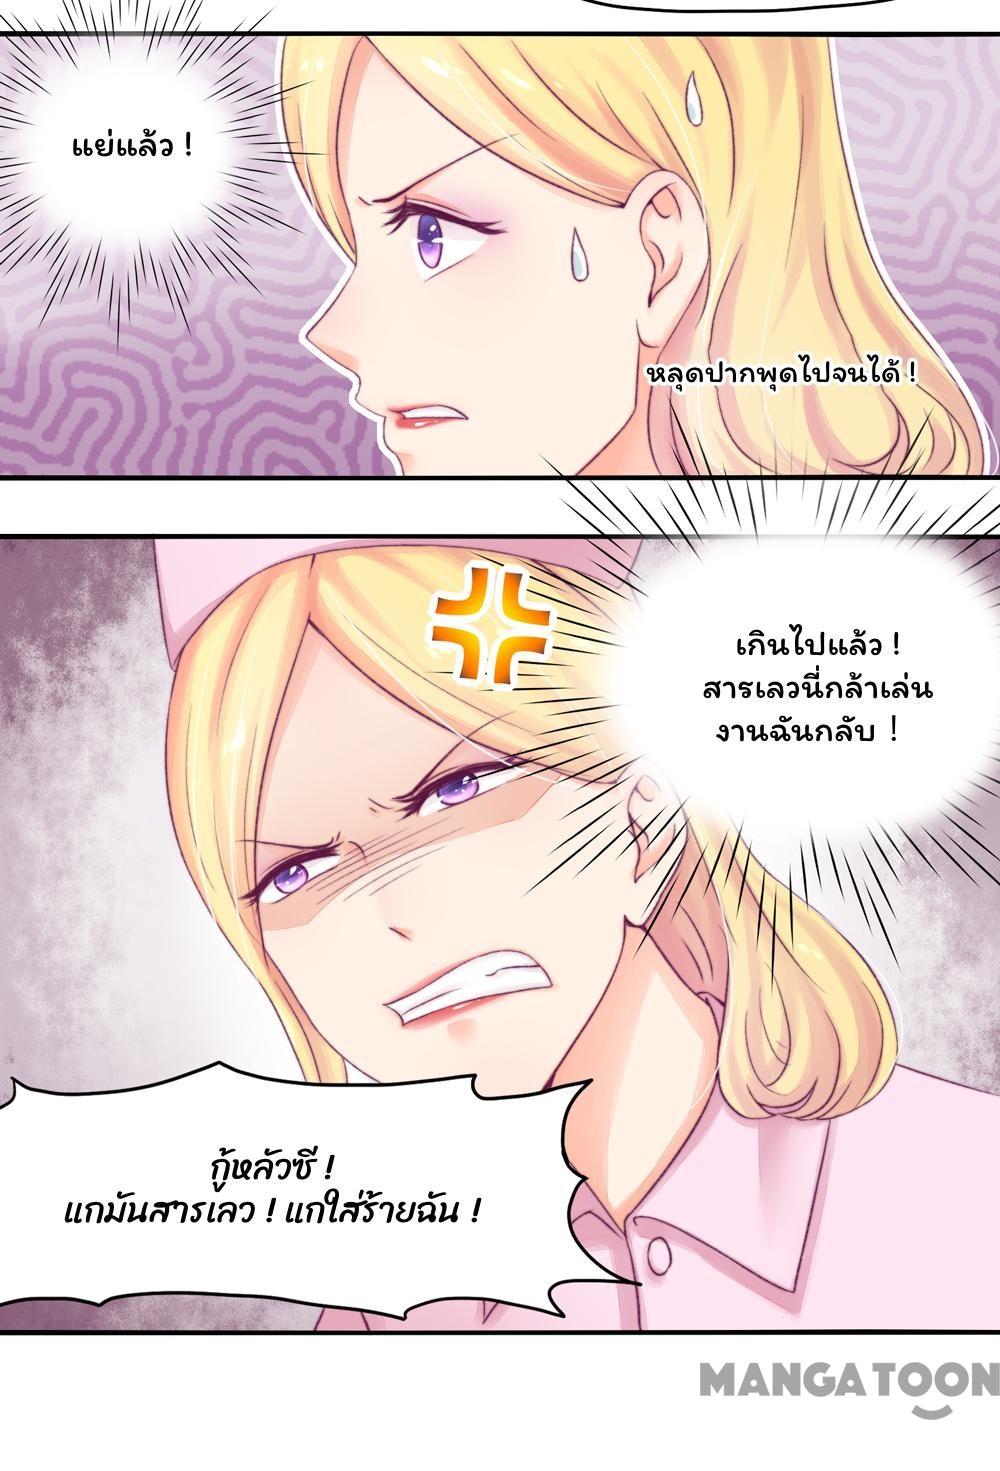 แย่แล้ว !
หลุดปากพูดไปจนได้ !
เกินไปแล้ว !
สารเลวนี่กล้าเล่น
งานฉันกลับ !
กู้หลัวซี !
แกมันสารเลว ! แกใส่ร้ายฉัน !
MANGATOON